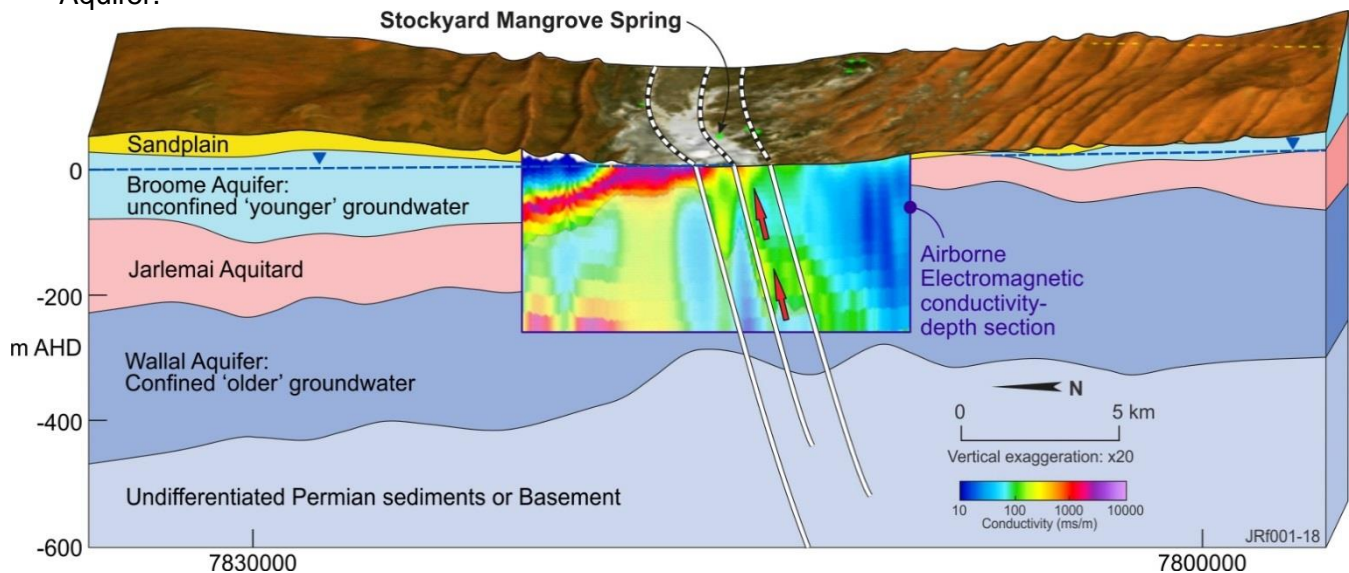 Aquifer.
Stockyard Mangrove Spring
Sandplain
0
Broome Aquifer:
unconfined ‘younger’ groundwater
Jarlemai Aquitard
-200
m AHD
Wallal Aquifer:
Confined ‘older’ groundwater
-400
Undifferentiated Permian sediments or Basement
-600
Airborne
Electromagnetic
conductivity-
depth section
N
0 5 km
Vertical exaggeration: x20
10 100 1000 10000
Conductivity (ms/m)
JRf001-18
7830000 7800000